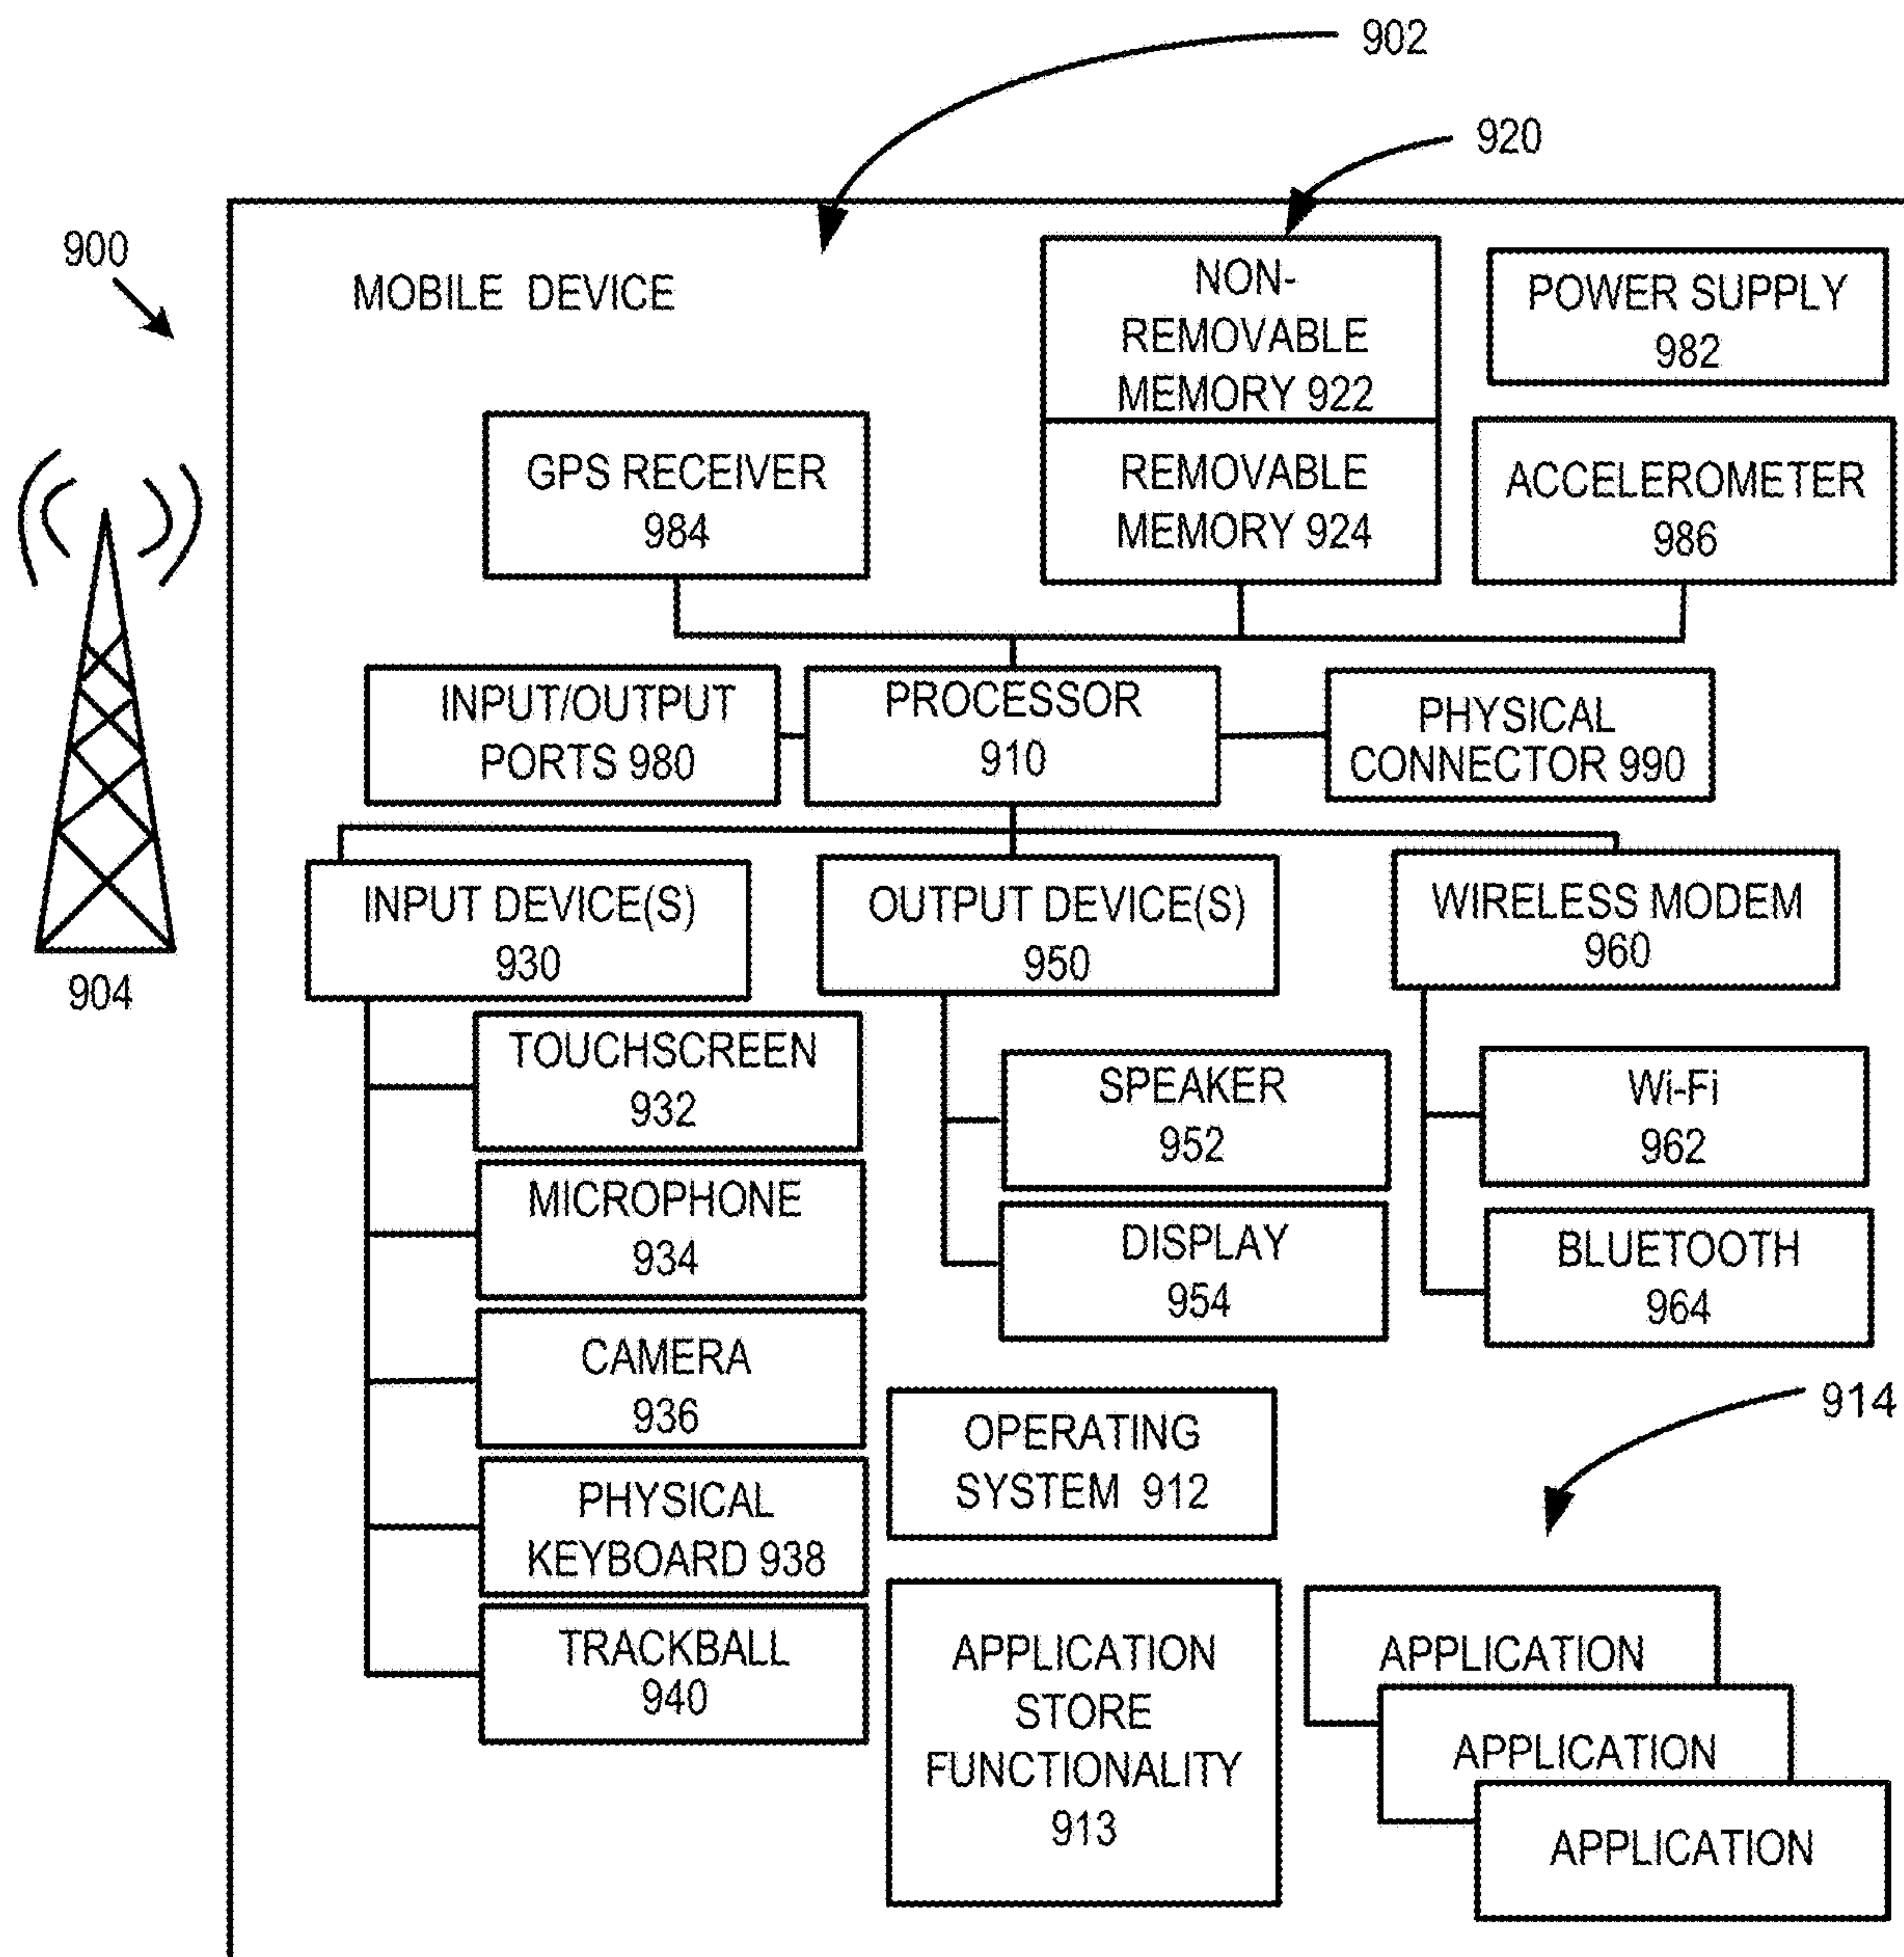 902
920
900
MOBILE DEVICE
NON-
REMOVABLE
MEMORY 922
POWER SUPPLY
982
GPS RECEIVER
984
REMOVABLE
MEMORY 924
ACCELEROMETER
986
INPUT/OUTPUT
PORTS 980
PROCESSOR
910
PHYSICAL
CONNECTOR 990
INPUT DEVICE(S)
930
OUTPUT DEVICE(S)
950
WIRELESS MODEM
960
904
TOUCHSCREEN
932
MICROPHONE
934
CAMERA
936
PHYSICAL
KEYBOARD 938
TRACKBALL
940
SPEAKER
952
DISPLAY
954
Wi-Fi
962
BLUETOOTH
964
OPERATING
SYSTEM 912
APPLICATION
STORE
FUNCTIONALITY
913
914
APPLICATION
APPLICATION
APPLICATION